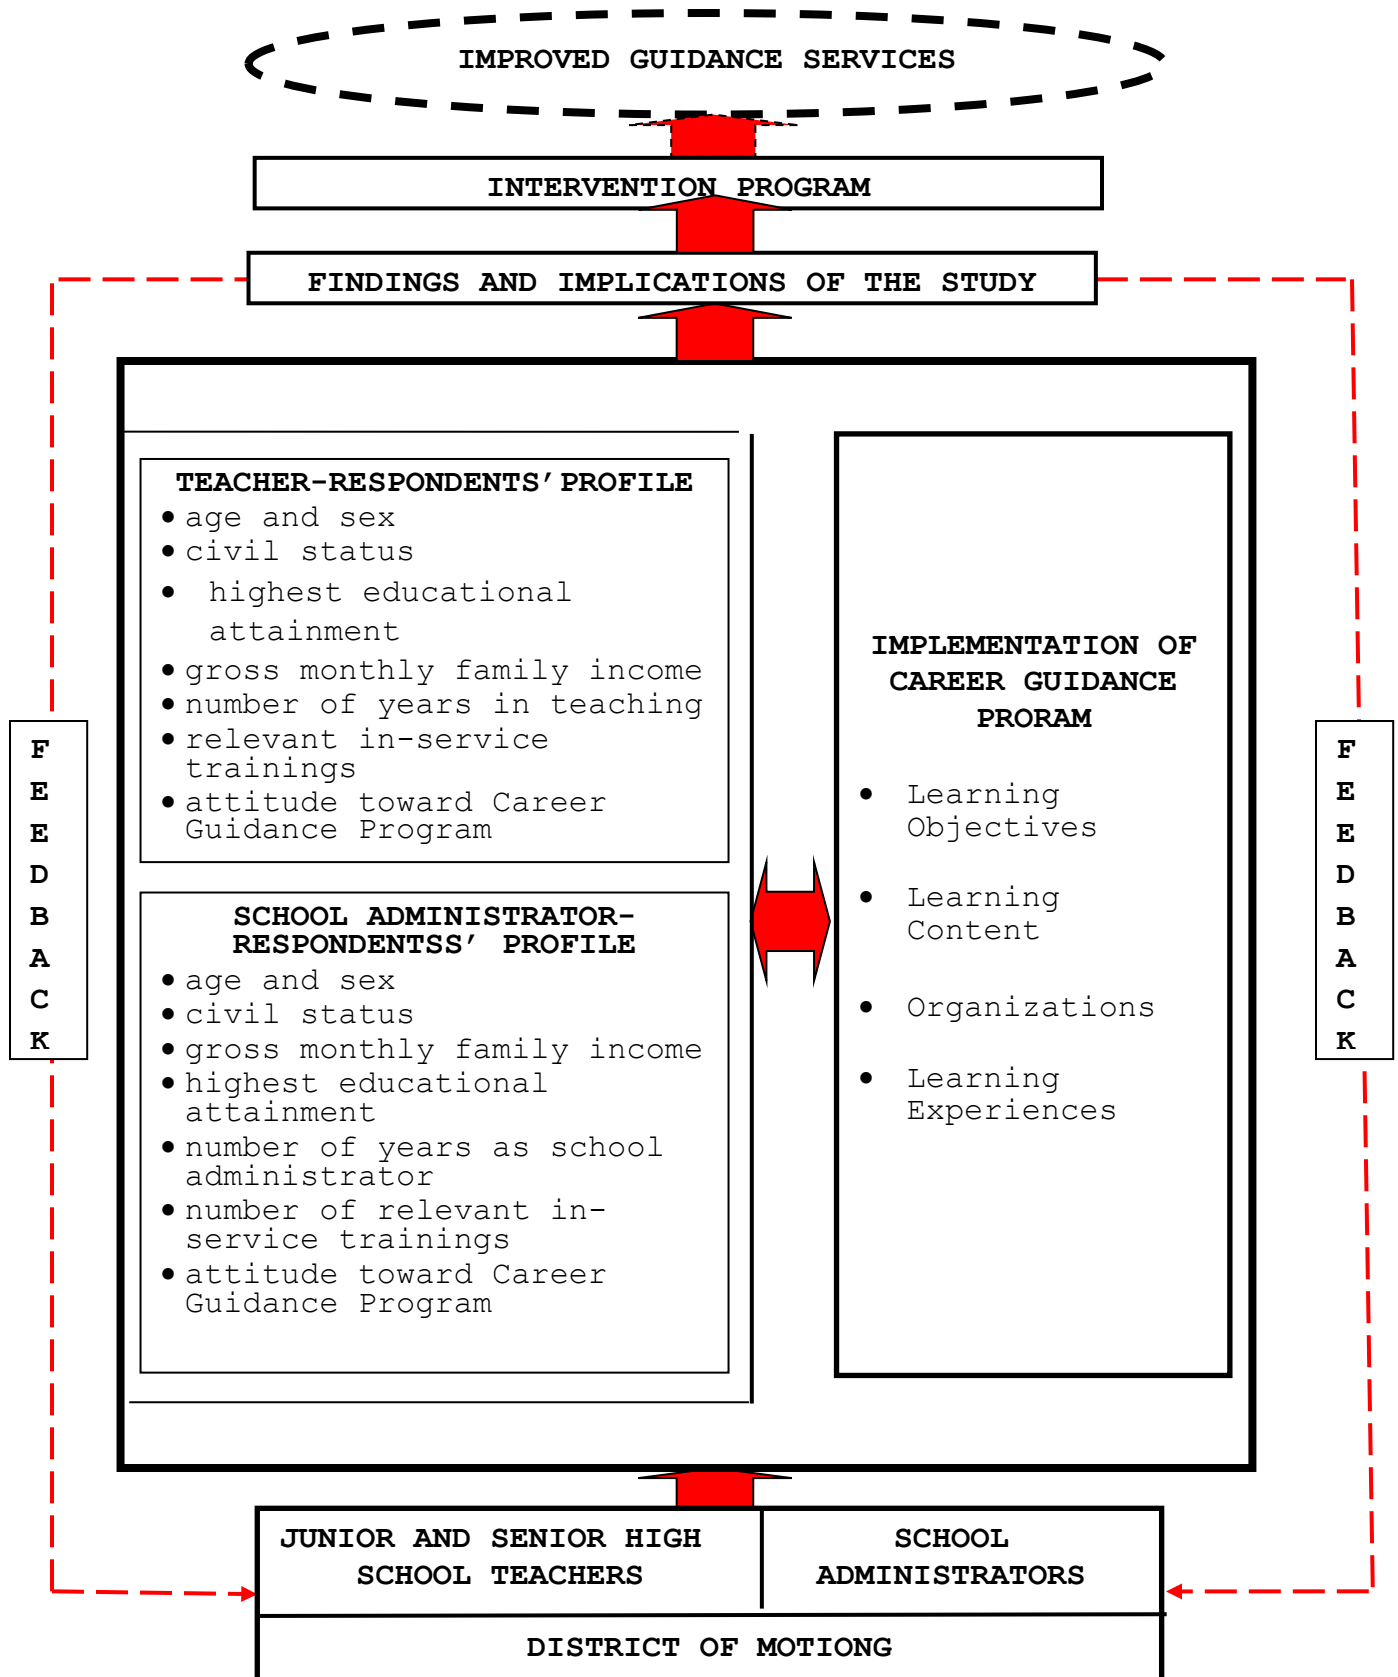 IMPROVED GUIDANCE SERVICES
INTERVENTION PROGRAM
FINDINGS AND IMPLICATIONS OF THE STUDY
TEACHER-RESPONDENTS’PROFILE
• age and sex
• civil status
• highest educational
attainment
• gross monthly family income
• number of years in teaching
• relevant in-service
trainings
• attitude toward Career
Guidance Program
SCHOOL ADMINISTRATOR-
RESPONDENTSS’ PROFILE
• age and sex
• civil status
• gross monthly family income
• highest educational
attainment
• number of years as school
administrator
• number of relevant in-
service trainings
• attitude toward Career
Guidance Program
IMPLEMENTATION OF
CAREER GUIDANCE
PRORAM
• Learning
Objectives
• Learning
Content
• Organizations
• Learning
Experiences
F
E
E
D
B
A
C
K
F
E
E
D
B
A
C
K
JUNIOR AND SENIOR HIGH
SCHOOL TEACHERS
SCHOOL
ADMINISTRATORS
DISTRICT OF MOTIONG